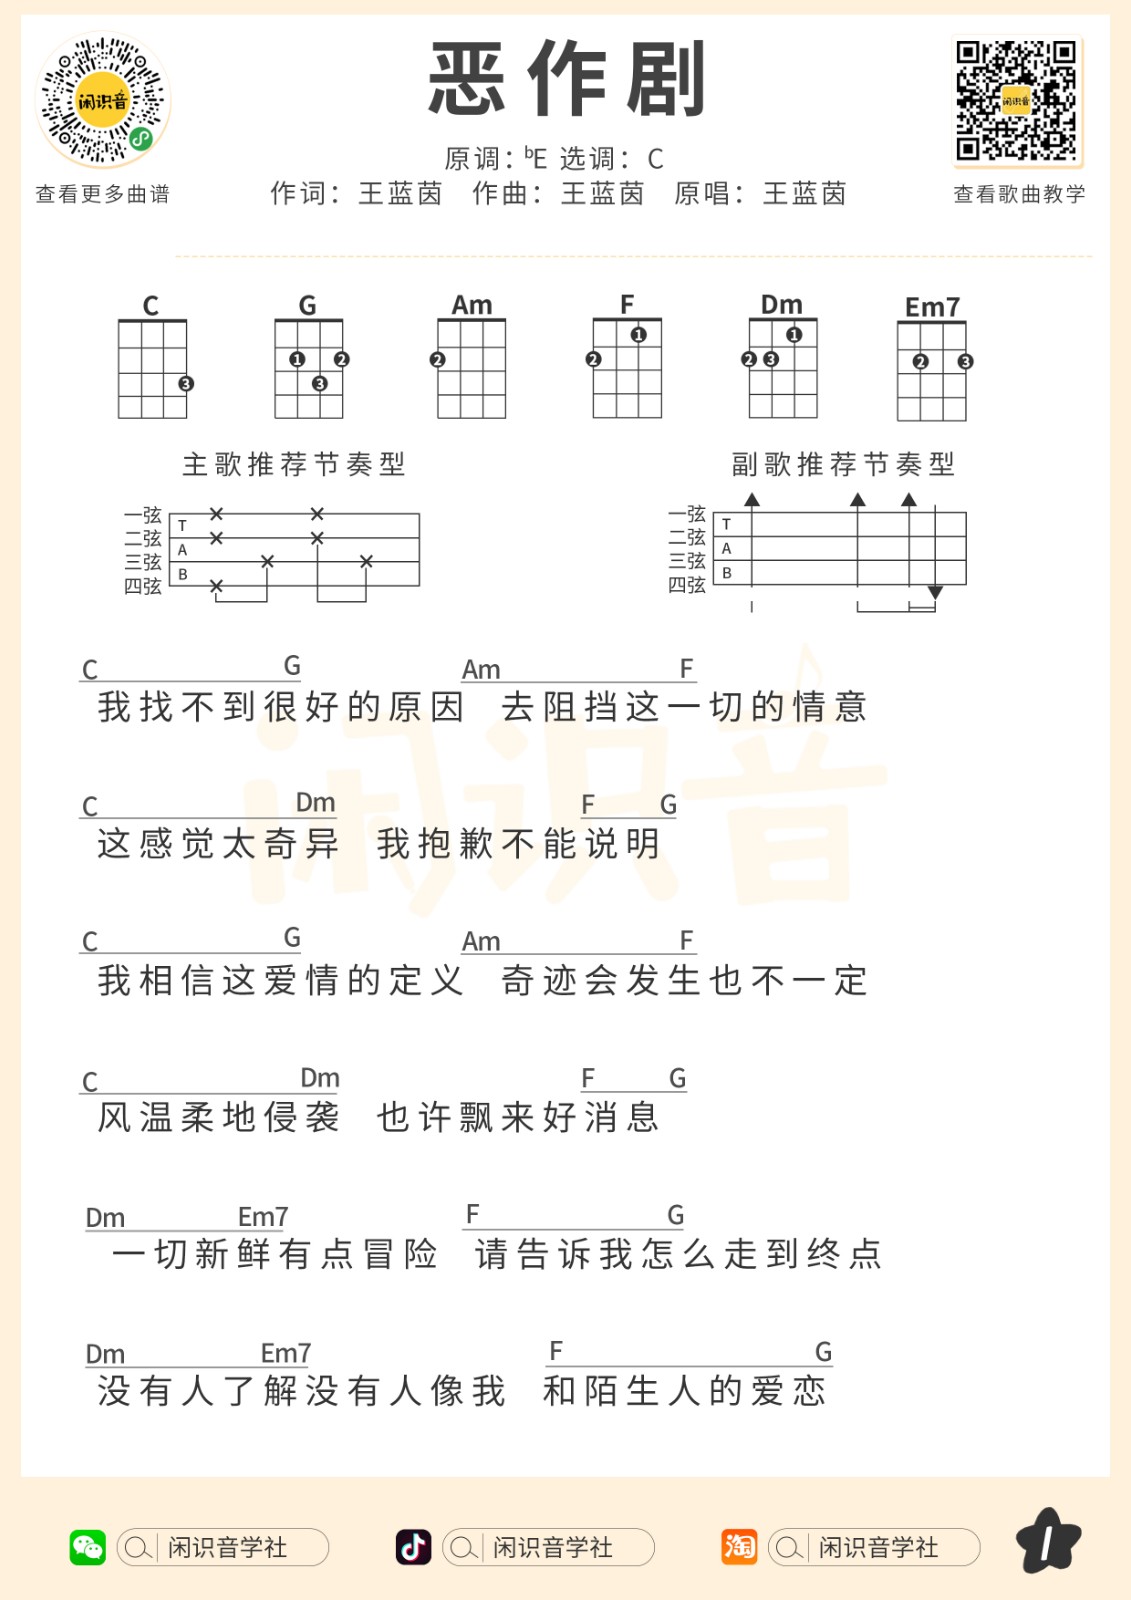 恶作剧
闲识音
闲识音
原调：ᵇE 选调：C
查看更多曲谱
作词：王蓝茵 作曲：王蓝茵 原唱：王蓝茵
查看歌曲教学
C G Am F Dm Em7
3 1 2 3 2 1 2 1 2 3 2 3
主歌推荐节奏型 副歌推荐节奏型
一弦 T
二弦 A
三弦 B
四弦
一弦 T
二弦 A
三弦 B
四弦
C G Am F
我找不到很好的原因 去阻挡这一切的情意
C Dm F G
这感觉太奇异 我抱歉不能说明
闲识音
C G Am F
我相信这爱情的定义 奇迹会发生也不一定
C Dm F G
风温柔地侵袭 也许飘来好消息
Dm Em7 F G
一切新鲜有点冒险 请告诉我怎么走到终点
Dm Em7 F G
没有人了解没有人像我 和陌生人的爱恋
闲识音学社 闲识音学社 淘 闲识音学社 1